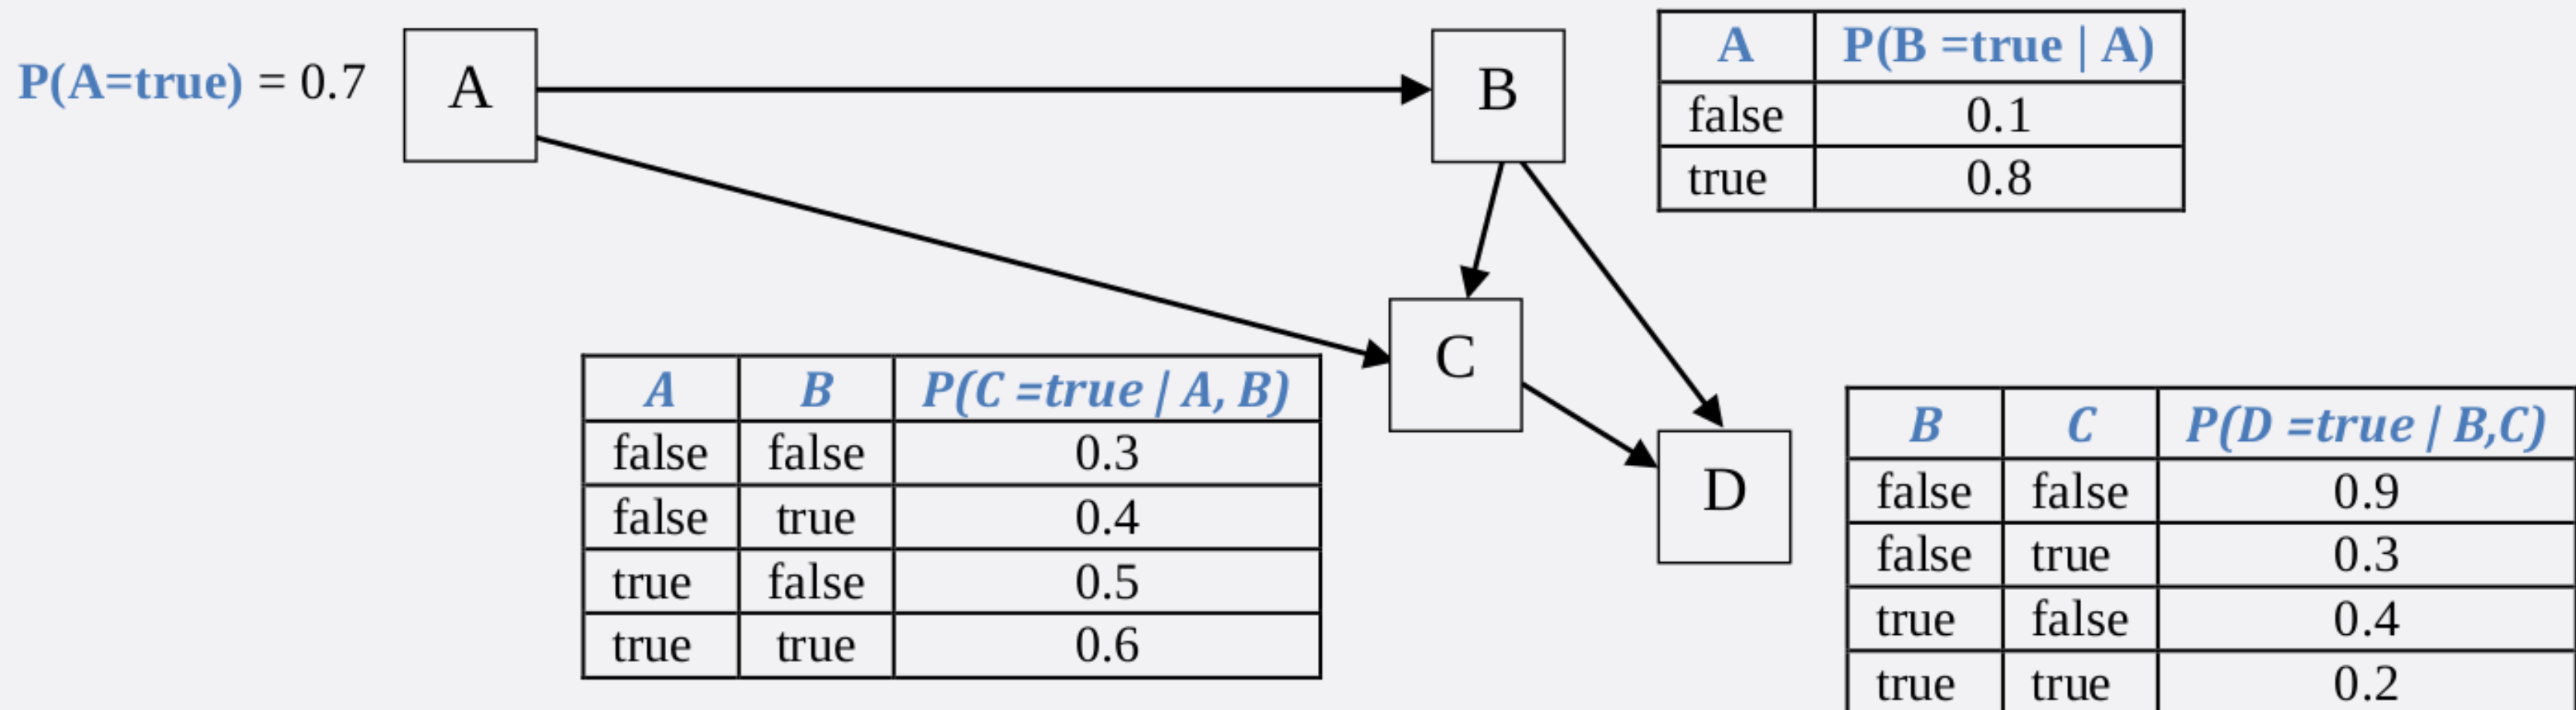 P(A=true) = 0.7
A
B
A P(B =true | A)
false 0.1
true 0.8
C
D
A B P(C =true | A, B)
false false 0.3
false true 0.4
true false 0.5
true true 0.6
B C P(D =true | B,C)
false false 0.9
false true 0.3
true false 0.4
true true 0.2